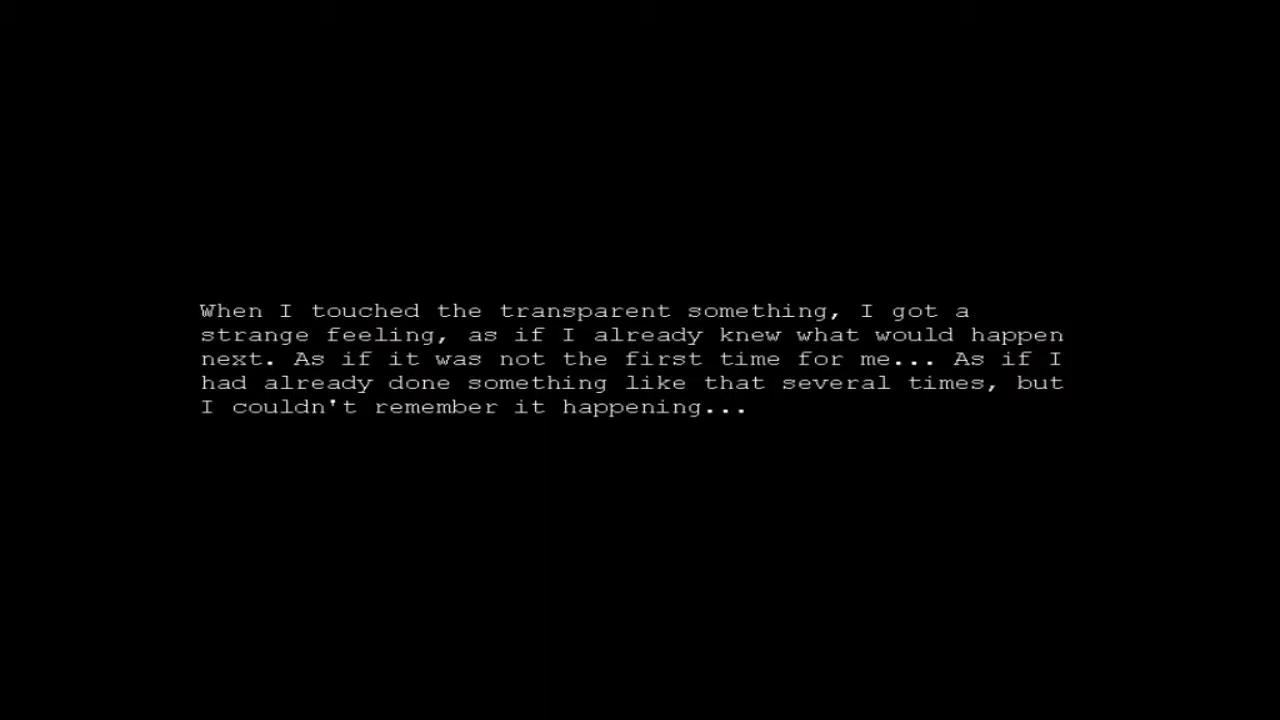 When I touched the transparent something, I got a
strange feeling, as if I already knew what would happen
next. As if it was not the first time for me... As if I
had already done something like that several times, but
I couldn't remember it happening...